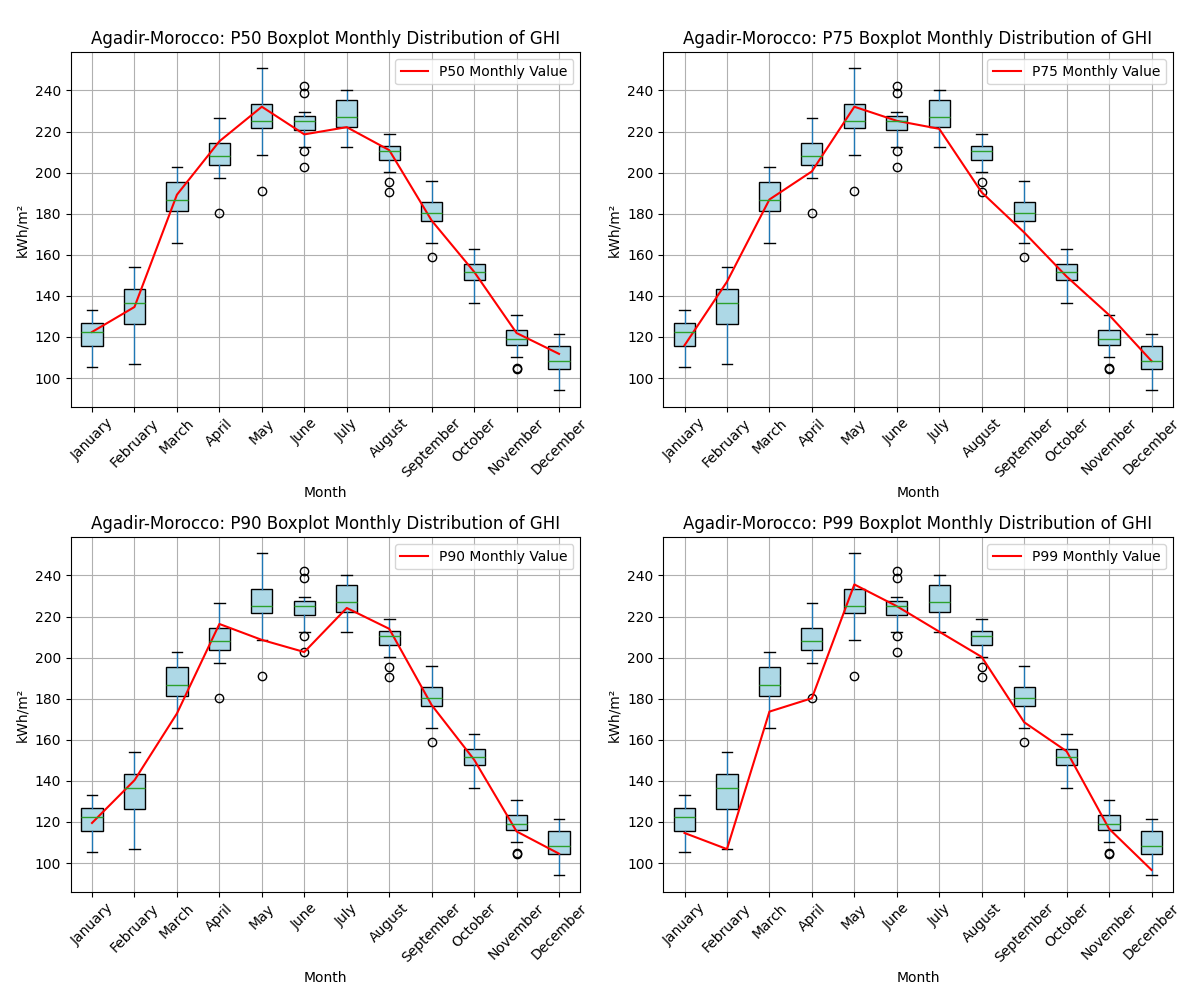 Agadir-Morocco: P50 Boxplot Monthly Distribution of GHI
P50 Monthly Value
240
220
200
180
160
140
120
100
kWh/m²
January
February
March
April
May
June
July
August
September
October
November
December
Month
Agadir-Morocco: P75 Boxplot Monthly Distribution of GHI
P75 Monthly Value
240
220
200
180
160
140
120
100
kWh/m²
January
February
March
April
May
June
July
August
September
October
November
December
Month
Agadir-Morocco: P90 Boxplot Monthly Distribution of GHI
P90 Monthly Value
240
220
200
180
160
140
120
100
kWh/m²
January
February
March
April
May
June
July
August
September
October
November
December
Month
Agadir-Morocco: P99 Boxplot Monthly Distribution of GHI
P99 Monthly Value
240
220
200
180
160
140
120
100
kWh/m²
January
February
March
April
May
June
July
August
September
October
November
December
Month